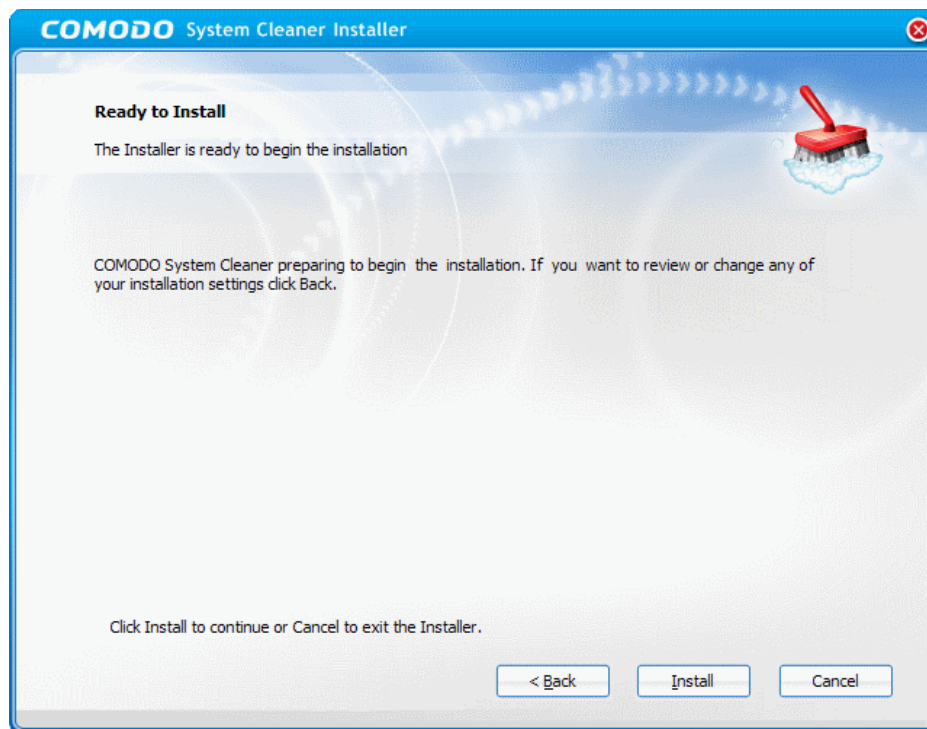 COMODO System Cleaner Installer
Ready to Install
The Installer is ready to begin the installation
COMODO System Cleaner preparing to begin the installation. If you want to review or change any of
your installation settings click Back.
Click Install to continue or Cancel to exit the Installer.
< Back Install Cancel